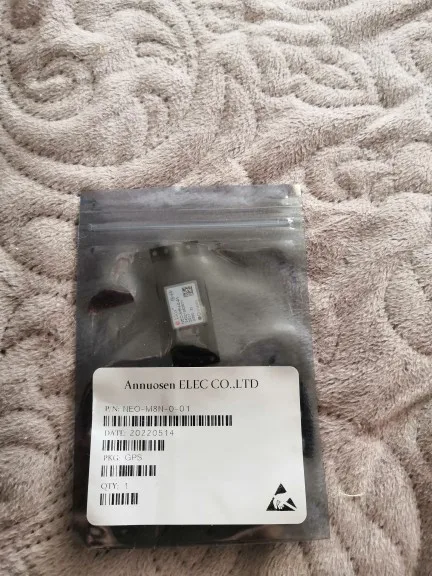 Annuosen ELEC CO.,LTD
P/N: NEO-M8N-0-01
DATE: 20220514
PKG: GPS
QTY: 1